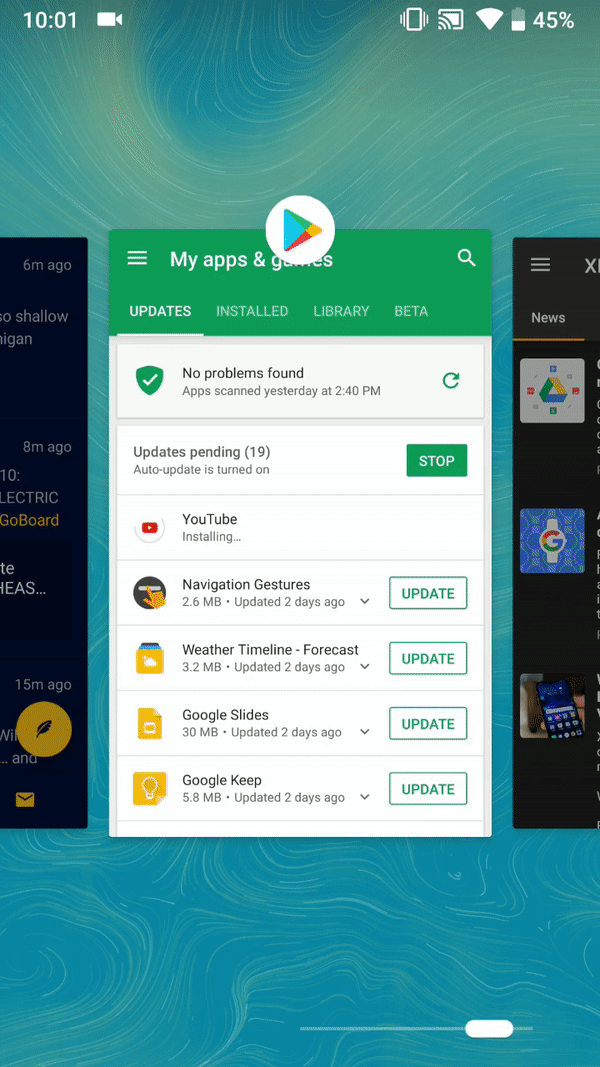 10:01
45%
6m ago
so shallow
nigan
8m ago
10:
LECTRIC
GoBoard
te
HEAS...
15m ago
Wil
... and
My apps & games
UPDATES INSTALLED LIBRARY BETA
No problems found
Apps scanned yesterday at 2:40 PM
Updates pending (19)
Auto-update is turned on
STOP
YouTube
Installing...
Navigation Gestures
2.6 MB • Updated 2 days ago
UPDATE
Weather Timeline - Forecast
3.2 MB • Updated 2 days ago
UPDATE
Google Slides
30 MB • Updated 2 days ago
UPDATE
Google Keep
5.8 MB • Updated 2 days ago
UPDATE
News